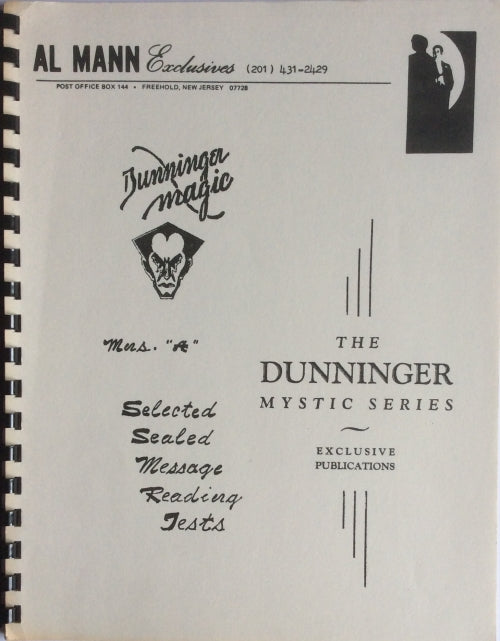 AL MANN Exclusives (201) 431-2429
POST OFFICE BOX 144 • FREEHOLD, NEW JERSEY 07728
Dunninger
magic
Mrs. "A"
Selected
Sealed
Message
Reading
Tests
THE
DUNNINGER
MYSTIC SERIES
EXCLUSIVE
PUBLICATIONS